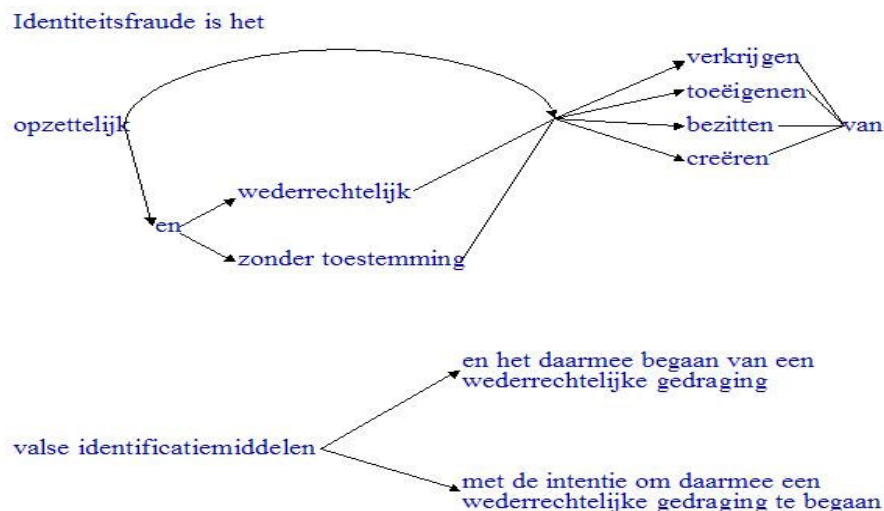 Identiteitsfraude is het
opzettelijk
en
wederrechtelijk
zonder toestemming
verkrijgen
toeëigenen
bezitten
creëren
van
valse identificatiemiddelen
en het daarmee begaan van een
wederrechtelijke gedraging
met de intentie om daarmee een
wederrechtelijke gedraging te begaan